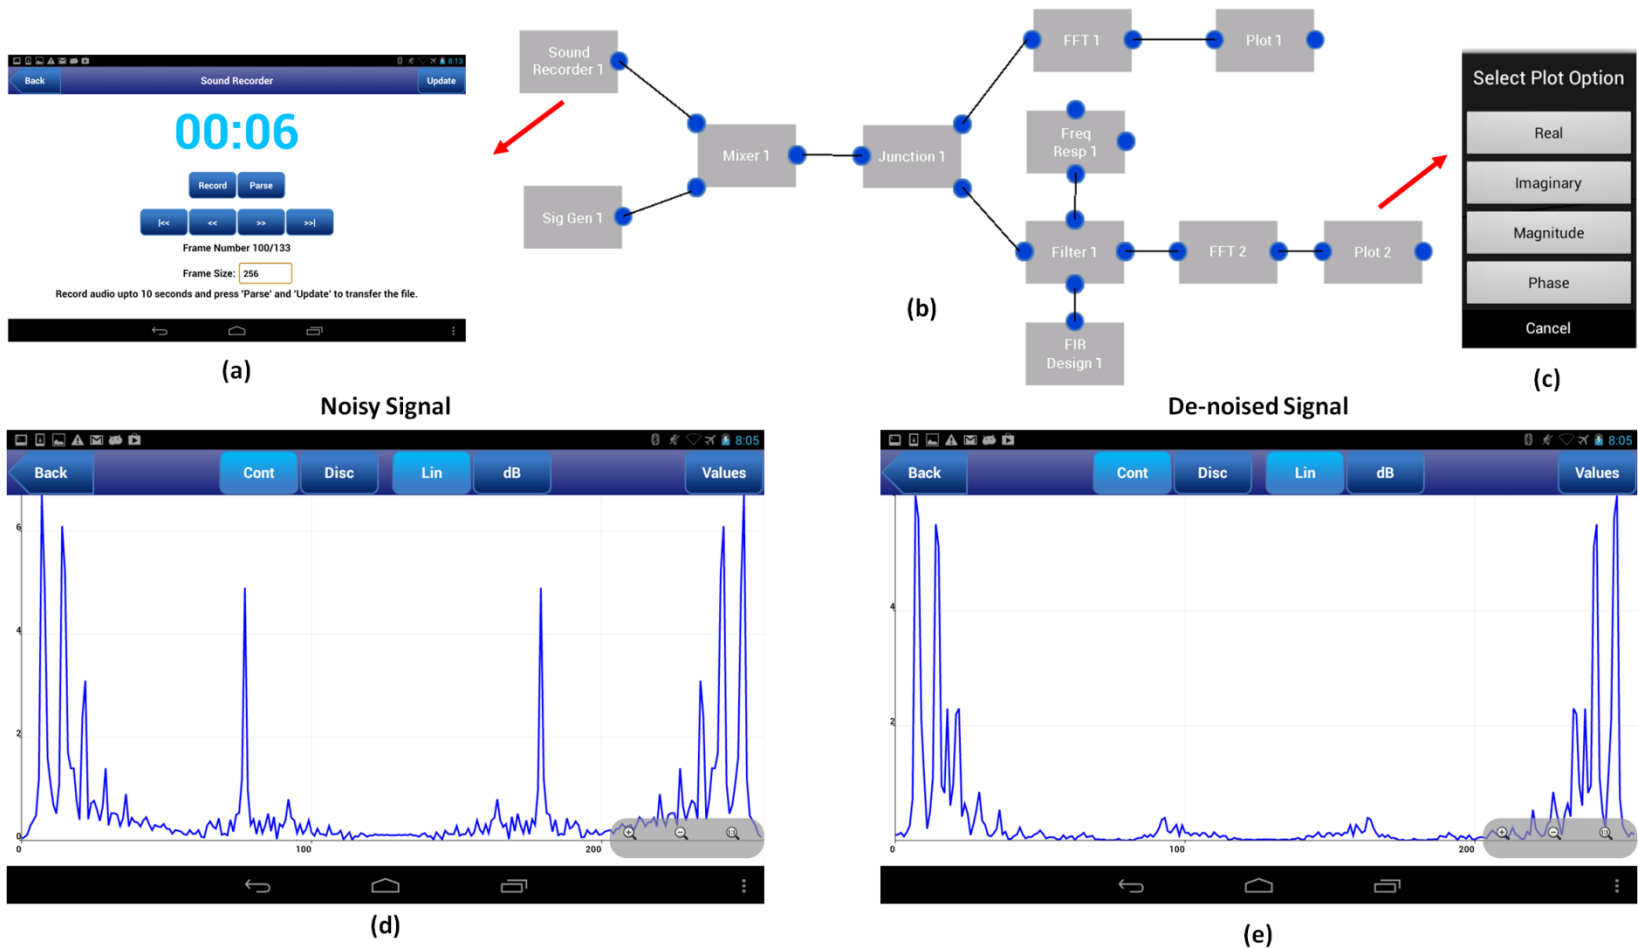 8:13
Back
Sound Recorder
Update
00:06
Record
Parse
|<<
<<
>>
>>|
Frame Number 100/133
Frame Size: 256
Record audio upto 10 seconds and press 'Parse' and 'Update' to transfer the file.
(a)
Sound
Recorder 1
Sig Gen 1
Mixer 1
Junction 1
FFT 1
Plot 1
Freq
Resp 1
Filter 1
FFT 2
Plot 2
FIR
Design 1
(b)
Select Plot Option
Real
Imaginary
Magnitude
Phase
Cancel
(c)
Noisy Signal
8:05
Back
Cont
Disc
Lin
dB
Values
6
4
2
0
0
100
200
(d)
De-noised Signal
8:05
Back
Cont
Disc
Lin
dB
Values
4
2
0
100
200
(e)